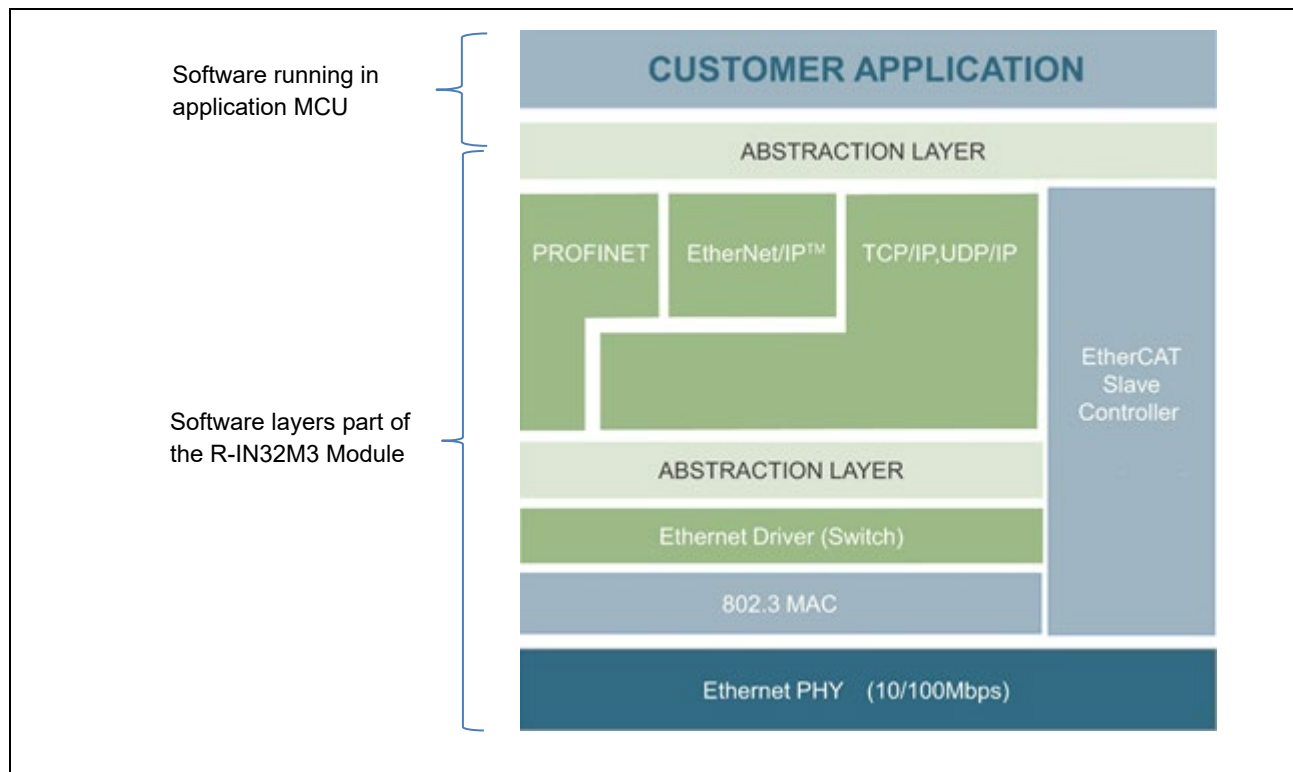 Software running in
application MCU
CUSTOMER APPLICATION
ABSTRACTION LAYER
PROFINET
EtherNet/IP™
TCP/IP,UDP/IP
EtherCAT
Slave
Controller
Software layers part of
the R-IN32M3 Module
ABSTRACTION LAYER
Ethernet Driver (Switch)
802.3 MAC
Ethernet PHY (10/100Mbps)